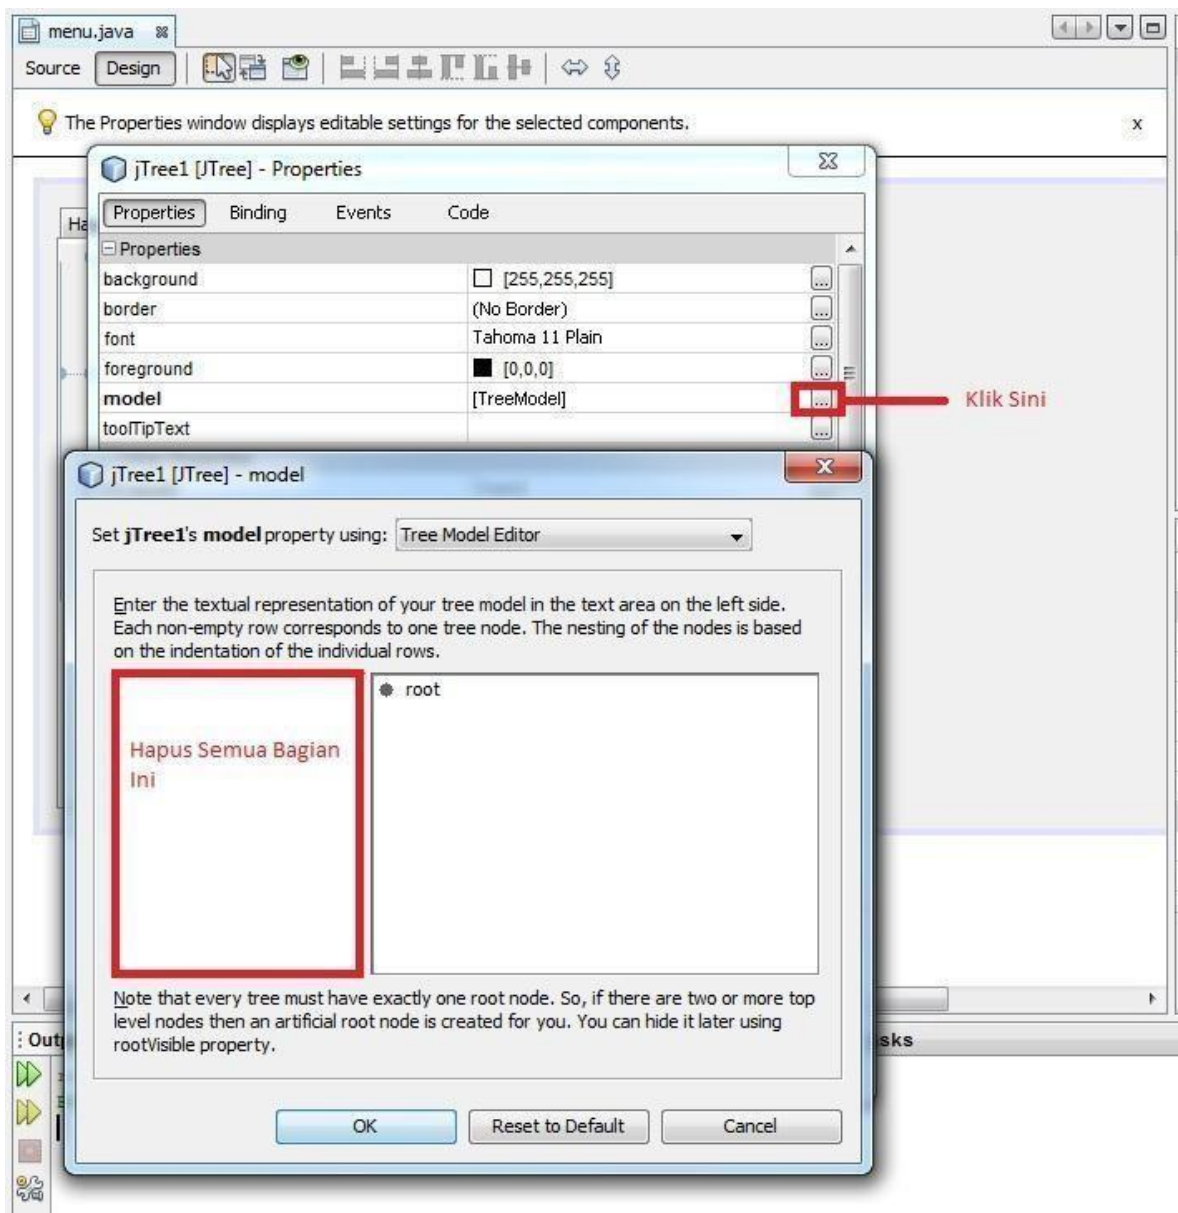 menu.java
Source Design
The Properties window displays editable settings for the selected components. x
jTree1 [JTree] - Properties
Properties Binding Events Code
Properties
background [255,255,255] ...
border (No Border) ...
font Tahoma 11 Plain ...
foreground [0,0,0] ...
model [TreeModel] ... Klik Sini
toolTipText ...
jTree1 [JTree] - model
Set jTree1's model property using: Tree Model Editor
Enter the textual representation of your tree model in the text area on the left side.
Each non-empty row corresponds to one tree node. The nesting of the nodes is based
on the indentation of the individual rows.
root
Hapus Semua Bagian
Ini
Note that every tree must have exactly one root node. So, if there are two or more top
level nodes then an artificial root node is created for you. You can hide it later using
rootVisible property.
OK Reset to Default Cancel